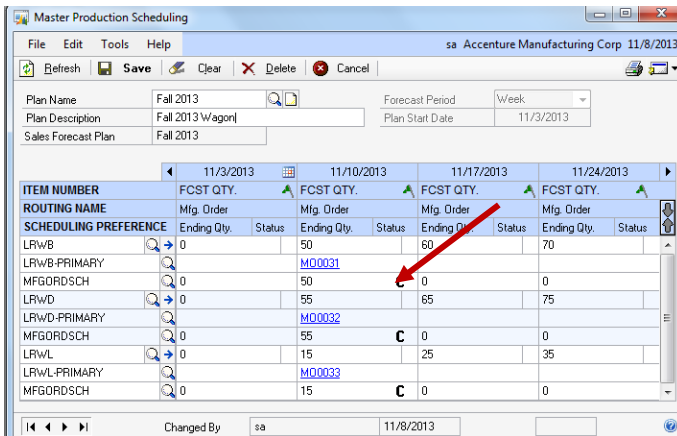 Master Production Scheduling
File Edit Tools Help sa Accenture Manufacturing Corp 11/8/2013
Refresh Save Clear Delete Cancel
Plan Name Fall 2013 Forecast Period Week
Plan Description Fall 2013 Wagon Plan Start Date 11/3/2013
Sales Forecast Plan Fall 2013
11/3/2013 11/10/2013 11/17/2013 11/24/2013
ITEM NUMBER FCST QTY. FCST QTY. FCST QTY. FCST QTY.
ROUTING NAME Mfg. Order Mfg. Order Mfg. Order Mfg. Order
SCHEDULING PREFERENCE Ending Qty. Status Ending Qty. Status Ending Qty. Status Ending Qty. Status
LRWB 0 50 60 70
LRWB-PRIMARY MO0031
MFGORDSCH 0 50 C 0 0
LRWD 0 55 65 75
LRWD-PRIMARY MO0032
MFGORDSCH 0 55 C 0 0
LRWL 0 15 25 35
LRWL-PRIMARY MO0033
MFGORDSCH 0 15 C 0 0
Changed By sa 11/8/2013